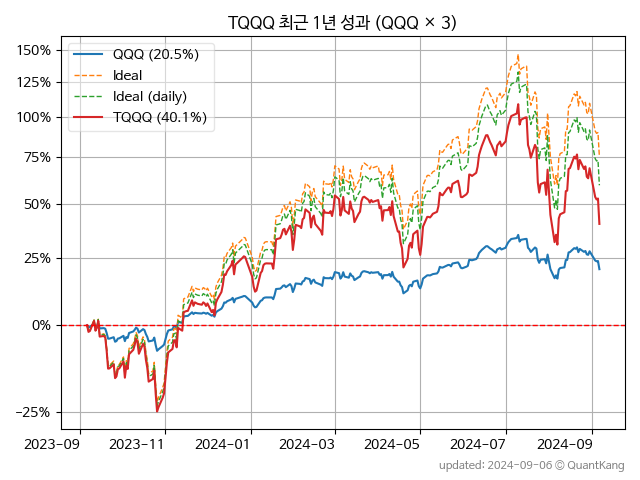 TQQQ 최근 1년 성과 (QQQ × 3)
QQQ (20.5%)
Ideal
Ideal (daily)
TQQQ (40.1%)
150%
125%
100%
75%
50%
25%
0%
−25%
2023-09 2023-11 2024-01 2024-03 2024-05 2024-07 2024-09
updated: 2024-09-06 © QuantKang